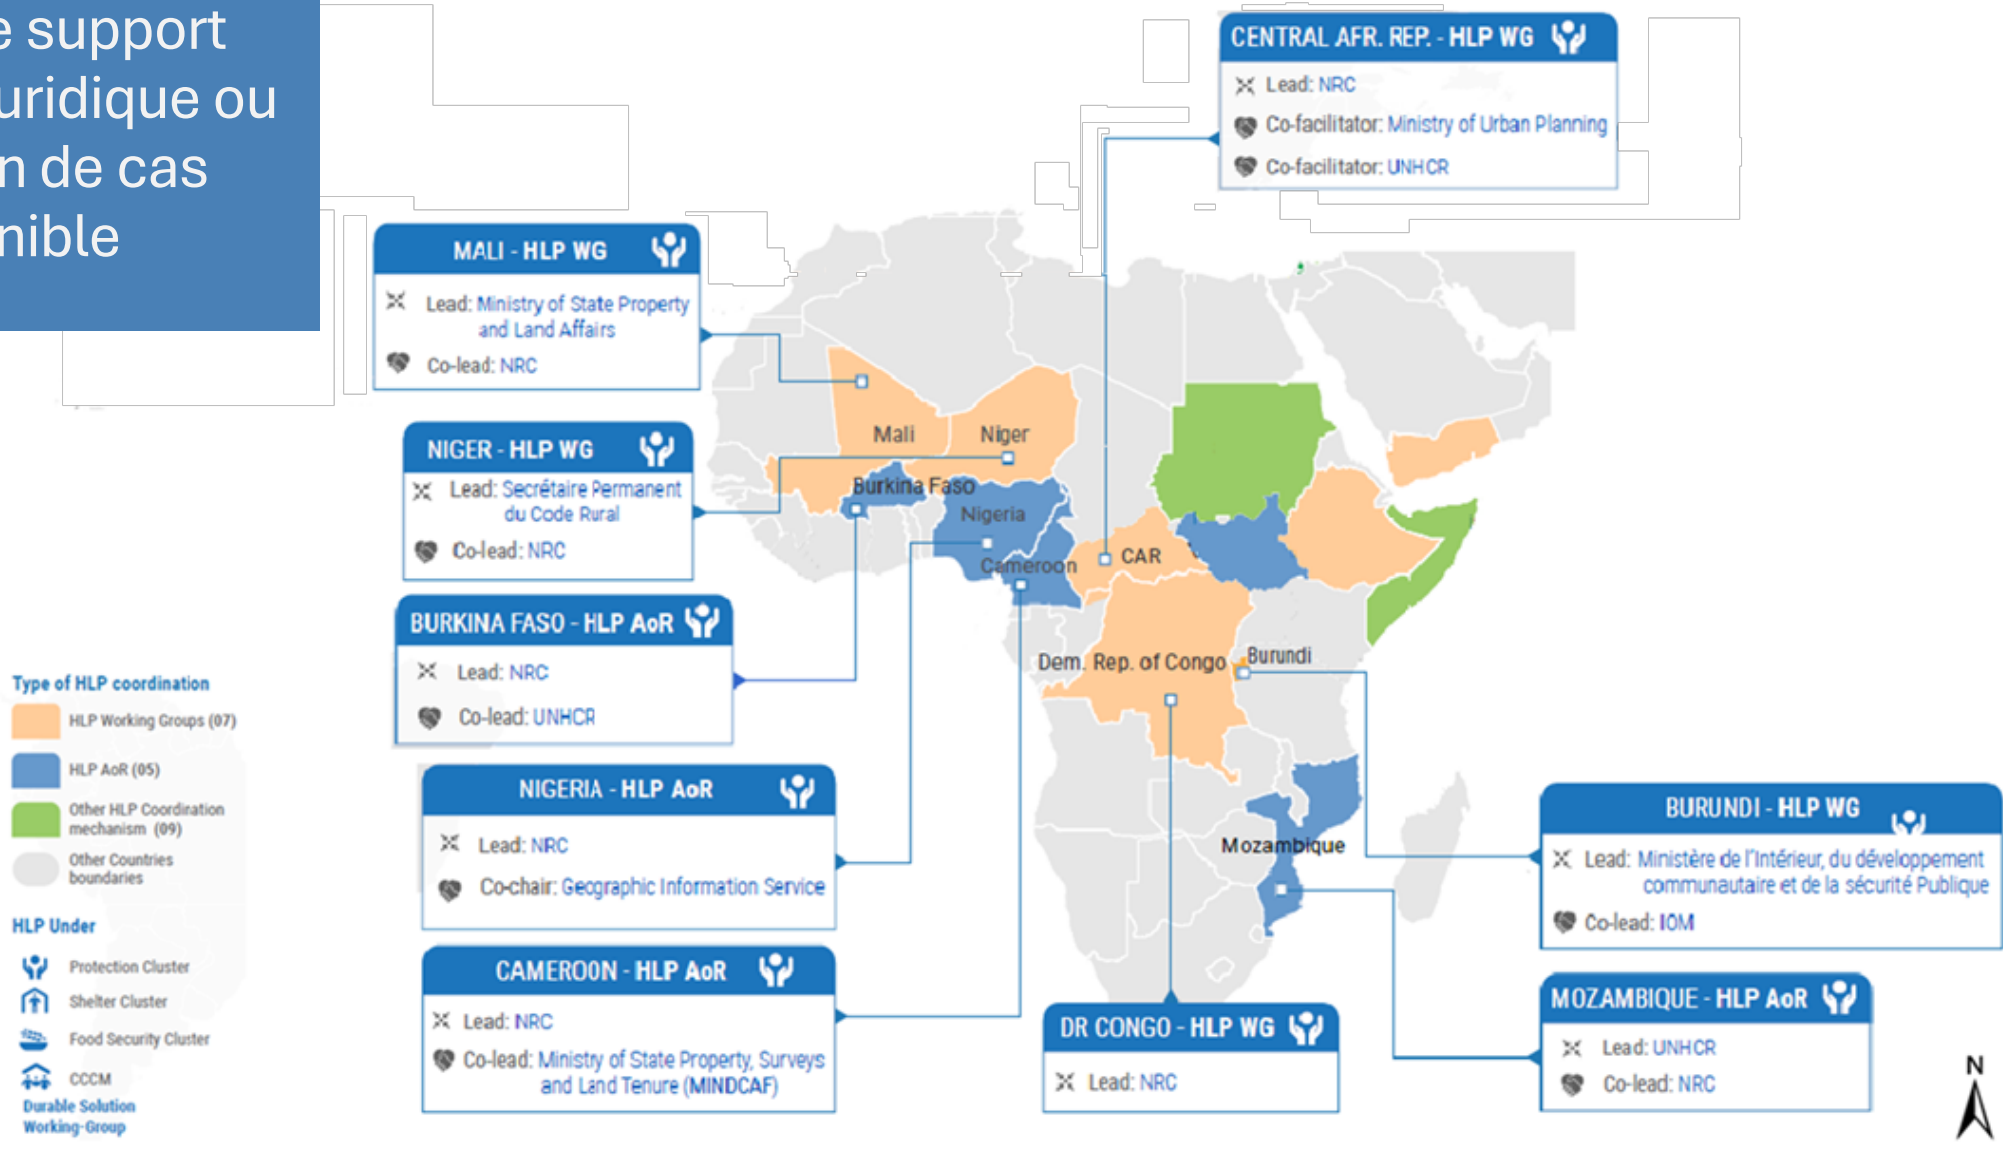 e support
uridique ou
n de cas
nible
CENTRAL AFR. REP. - HLP WG
Lead: NRC
Co-facilitator: Ministry of Urban Planning
Co-facilitator: UNHCR
MALI - HLP WG
Lead: Ministry of State Property
and Land Affairs
Co-lead: NRC
NIGER - HLP WG
Lead: Secrétaire Permanent
du Code Rural
Co-lead: NRC
BURKINA FASO - HLP AoR
Lead: NRC
Co-lead: UNHCR
NIGERIA - HLP AoR
Lead: NRC
Co-chair: Geographic Information Service
CAMEROON - HLP AoR
Lead: NRC
Co-lead: Ministry of State Property, Surveys
and Land Tenure (MINDCAF)
DR CONGO - HLP WG
Lead: NRC
BURUNDI - HLP WG
Lead: Ministère de l'Intérieur, du développement
communautaire et de la sécurité Publique
Co-lead: IOM
MOZAMBIQUE - HLP AoR
Lead: UNHCR
Co-lead: NRC
Mali
Niger
Burkina Faso
Nigeria
Cameroon
CAR
Dem. Rep. of Congo
Burundi
Mozambique
Type of HLP coordination
HLP Working Groups (07)
HLP AoR (05)
Other HLP Coordination
mechanism (09)
Other Countries
boundaries
HLP Under
Protection Cluster
Shelter Cluster
Food Security Cluster
CCCM
Durable Solution
Working-Group
N